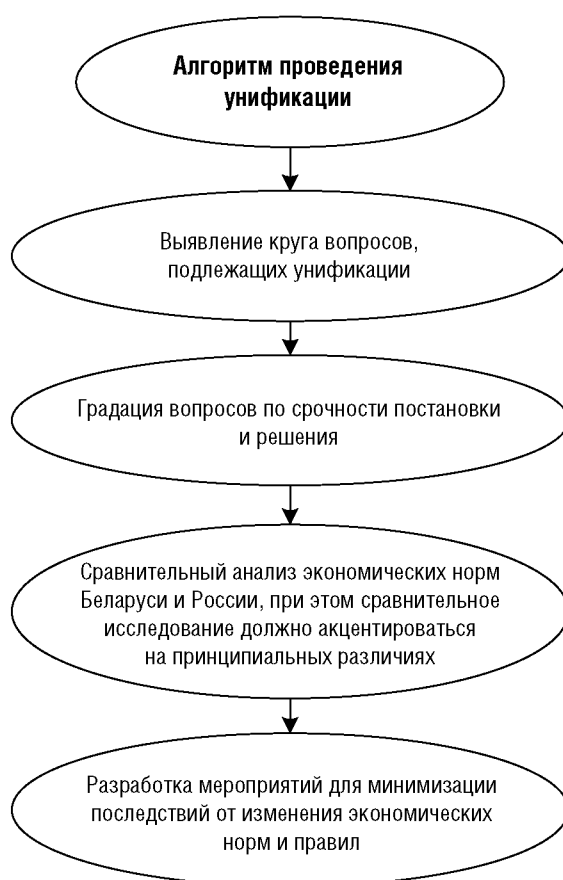 Алгоритм проведения
унификации
Выявление круга вопросов,
подлежащих унификации
Градация вопросов по срочности постановки
и решения
Сравнительный анализ экономических норм
Беларуси и России, при этом сравнительное
исследование должно акцентироваться
на принципиальных различиях
Разработка мероприятий для минимизации
последствий от изменения экономических
норм и правил